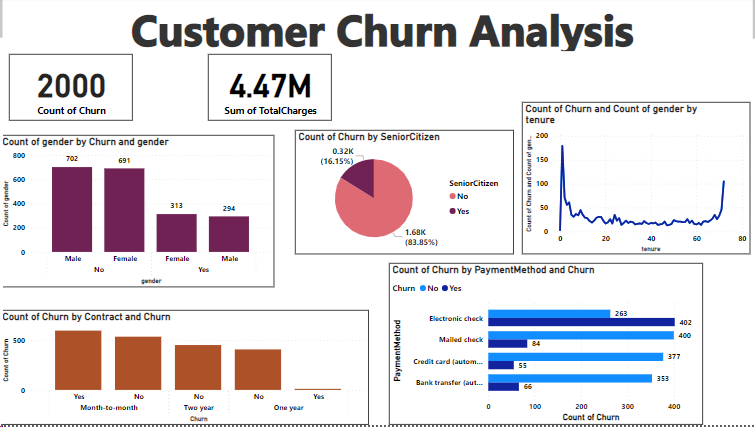 Customer Churn Analysis
2000
Count of Churn
4.47M
Sum of TotalCharges
Count of gender by Churn and gender
Count of gender
800
600
400
200
0
702
691
313
294
Male
Female
Female
Male
No
Yes
gender
Count of Churn by SeniorCitizen
0.32K
(16.15%)
1.68K
(83.85%)
SeniorCitizen
No
Yes
Count of Churn and Count of gender by
tenure
Count of Churn and Count of gen...
200
150
100
50
0
0
20
40
60
80
tenure
Count of Churn by Contract and Churn
Count of Churn
500
0
Yes
No
No
No
Yes
Month-to-month
Two year
One year
Churn
Count of Churn by PaymentMethod and Churn
Churn No Yes
PaymentMethod
Electronic check
263
402
Mailed check
400
84
Credit card (autom...
377
55
Bank transfer (aut...
353
66
0
100
200
300
400
Count of Churn